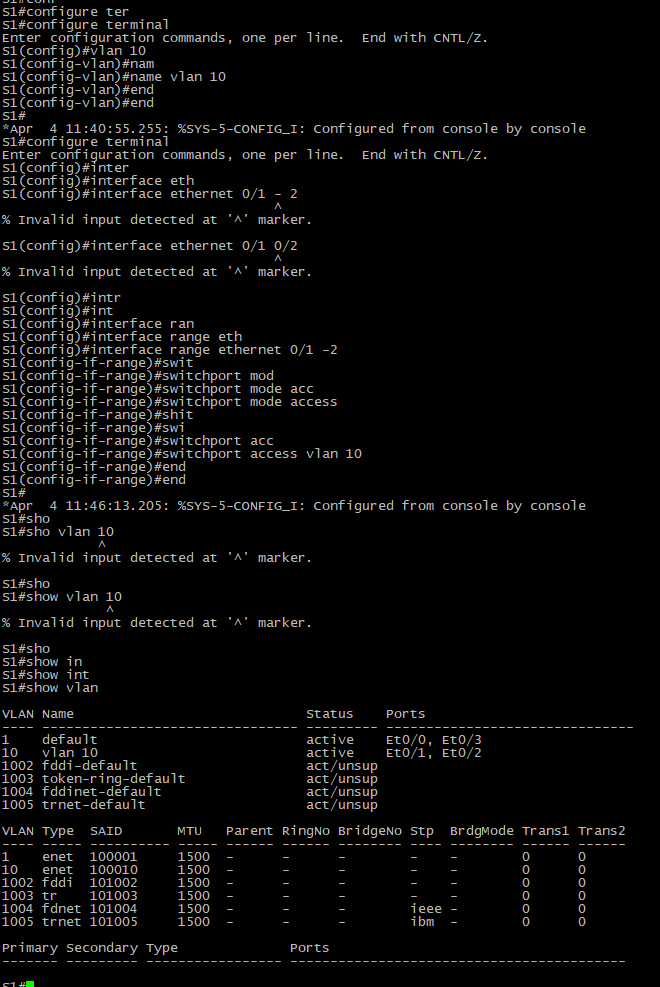 S1#configure ter
S1#configure terminal
Enter configuration commands, one per line.  End with CNTL/Z.
S1(config)#vlan 10
S1(config-vlan)#nam
S1(config-vlan)#name vlan 10
S1(config-vlan)#end
S1(config-vlan)#end
S1#
*Apr  4 11:40:55.255: %SYS-5-CONFIG_I: Configured from console by console
S1#configure terminal
Enter configuration commands, one per line.  End with CNTL/Z.
S1(config)#inter
S1(config)#interface eth
S1(config)#interface ethernet 0/1 - 2
                                  ^
% Invalid input detected at '^' marker.

S1(config)#interface ethernet 0/1 0/2
                                  ^
% Invalid input detected at '^' marker.

S1(config)#intr
S1(config)#int
S1(config)#interface ran
S1(config)#interface range eth
S1(config)#interface range ethernet 0/1 -2
S1(config-if-range)#swit
S1(config-if-range)#switchport mod
S1(config-if-range)#switchport mode acc
S1(config-if-range)#switchport mode access
S1(config-if-range)#shit
S1(config-if-range)#swi
S1(config-if-range)#switchport acc
S1(config-if-range)#switchport access vlan 10
S1(config-if-range)#end
S1(config-if-range)#end
S1#
*Apr  4 11:46:13.205: %SYS-5-CONFIG_I: Configured from console by console
S1#sho
S1#sho vlan 10
            ^
% Invalid input detected at '^' marker.

S1#sho
S1#show vlan 10
             ^
% Invalid input detected at '^' marker.

S1#sho
S1#show in
S1#show int
S1#show vlan

VLAN Name                             Status    Ports
---- -------------------------------- --------- -------------------------------
1    default                          active    Et0/0, Et0/3
10   vlan 10                          active    Et0/1, Et0/2
1002 fddi-default                     act/unsup
1003 token-ring-default               act/unsup
1004 fddinet-default                  act/unsup
1005 trnet-default                    act/unsup

VLAN Type  SAID       MTU   Parent RingNo BridgeNo Stp  BrdgMode Trans1 Trans2
---- ----- ---------- ----- ------ ------ -------- ---- -------- ------ ------
1    enet  100001     1500  -      -      -        -    -        0      0
10   enet  100010     1500  -      -      -        -    -        0      0
1002 fddi  101002     1500  -      -      -        -    -        0      0
1003 tr    101003     1500  -      -      -        -    -        0      0
1004 fdnet 101004     1500  -      -      -        ieee -        0      0
1005 trnet 101005     1500  -      -      -        ibm  -        0      0

Primary Secondary Type              Ports
------- --------- ----------------- ------------------------------------------

S1#